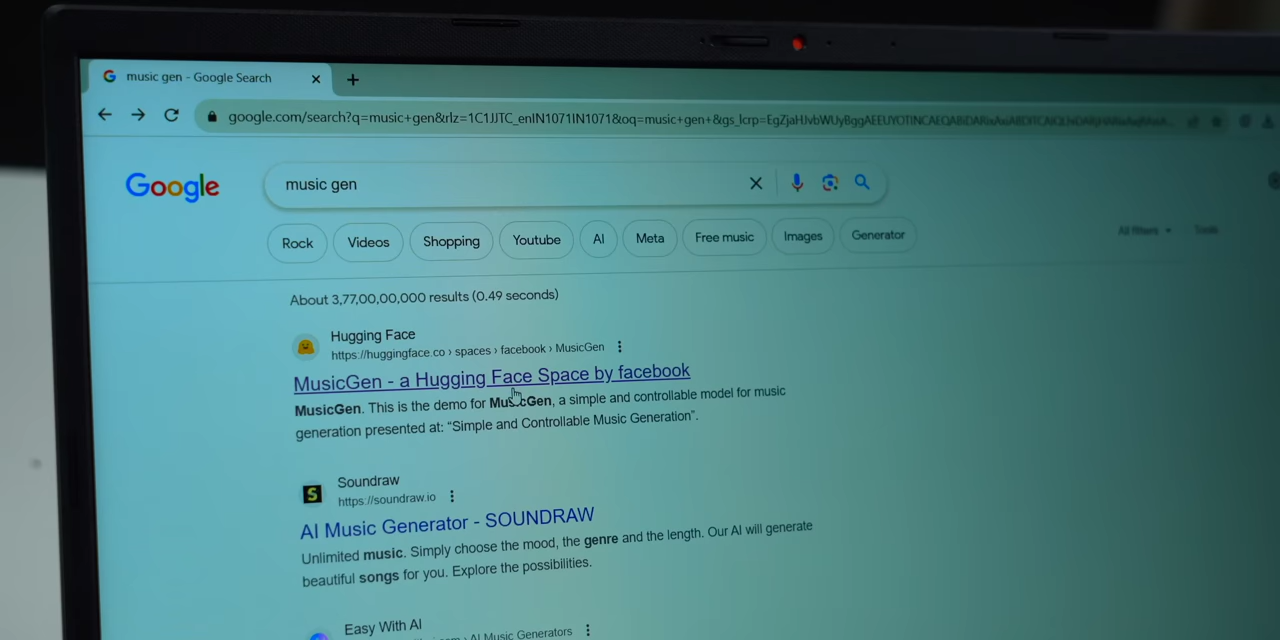 music gen - Google Search
google.com/search?q=music+gen&rlz=1C1JJTC_enIN1071IN1071&oq=music+gen+&gs_lcrp=
Google
music gen
Rock Videos Shopping Youtube AI Meta Free music Images Generator
All filters Tools
About 3,77,00,00,000 results (0.49 seconds)
Hugging Face
https://huggingface.co › spaces › facebook › MusicGen
MusicGen - a Hugging Face Space by facebook
MusicGen. This is the demo for MusicGen, a simple and controllable model for music
generation presented at: “Simple and Controllable Music Generation”.
S
Soundraw
https://soundraw.io
AI Music Generator - SOUNDRAW
Unlimited music. Simply choose the mood, the genre and the length. Our AI will generate
beautiful songs for you. Explore the possibilities.
Easy With AI
› AI Music Generators